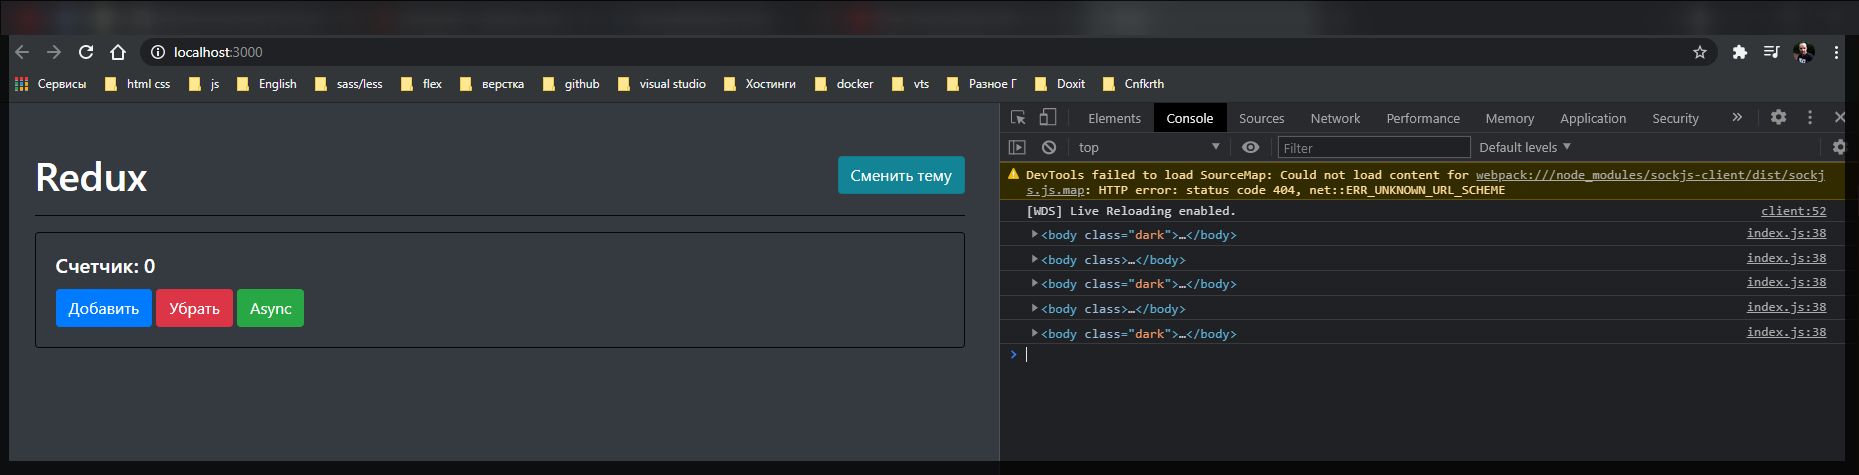 localhost:3000
Сервисы html css js English sass/less flex верстка github visual studio Хостинги docker vts Разное Г Doxit Cnfkrth
Redux
Сменить тему
Счетчик: 0
Добавить Убрать Async
Elements Console Sources Network Performance Memory Application Security »
top Filter Default levels
DevTools failed to load SourceMap: Could not load content for webpack:///node_modules/sockjs-client/dist/sockj
s.js.map: HTTP error: status code 404, net::ERR_UNKNOWN_URL_SCHEME
[WDS] Live Reloading enabled. client:52
<body class="dark">…</body> index.js:38
<body class>…</body> index.js:38
<body class="dark">…</body> index.js:38
<body class>…</body> index.js:38
<body class="dark">…</body> index.js:38